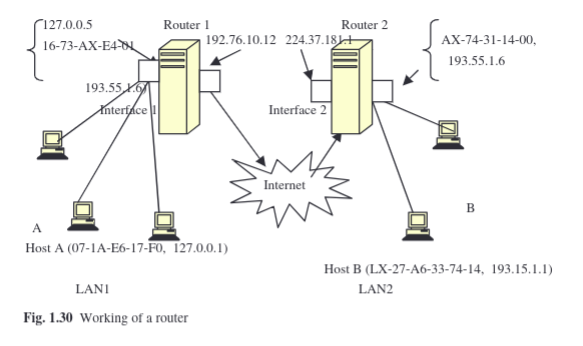 127.0.0.5
16-73-AX-E4-01
Router 1
192.76.10.12
224.37.181.1
Router 2
AX-74-31-14-00,
193.55.1.6
193.55.1.6)
Interface 1
Interface 2
Internet
A
B
Host A (07-1A-E6-17-F0, 127.0.0.1)
Host B (LX-27-A6-33-74-14, 193.15.1.1)
LAN1
LAN2
Fig. 1.30 Working of a router